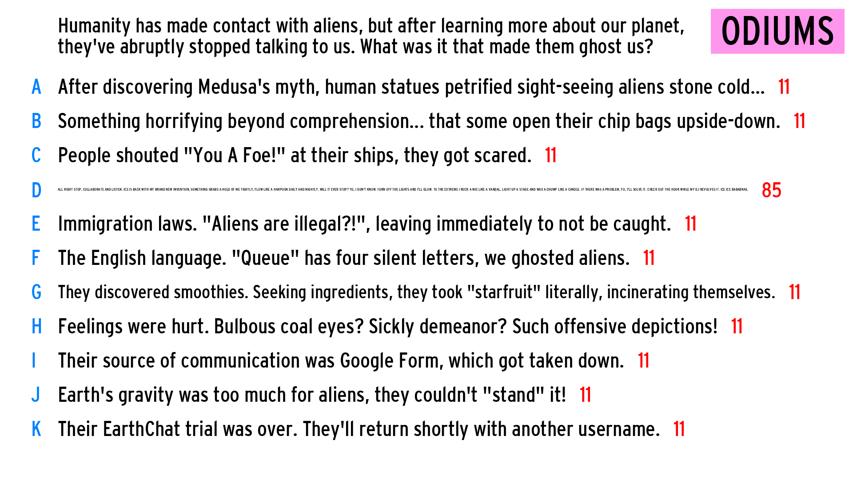 Humanity has made contact with aliens, but after learning more about our planet,
they've abruptly stopped talking to us. What was it that made them ghost us?
ODIUMS
A After discovering Medusa's myth, human statues petrified sight-seeing aliens stone cold... 11
B Something horrifying beyond comprehension... that some open their chip bags upside-down. 11
C People shouted "You A Foe!" at their ships, they got scared. 11
D 85
E Immigration laws. "Aliens are illegal?!", leaving immediately to not be caught. 11
F The English language. "Queue" has four silent letters, we ghosted aliens. 11
G They discovered smoothies. Seeking ingredients, they took "starfruit" literally, incinerating themselves. 11
H Feelings were hurt. Bulbous coal eyes? Sickly demeanor? Such offensive depictions! 11
I Their source of communication was Google Form, which got taken down. 11
J Earth's gravity was too much for aliens, they couldn't "stand" it! 11
K Their EarthChat trial was over. They'll return shortly with another username. 11